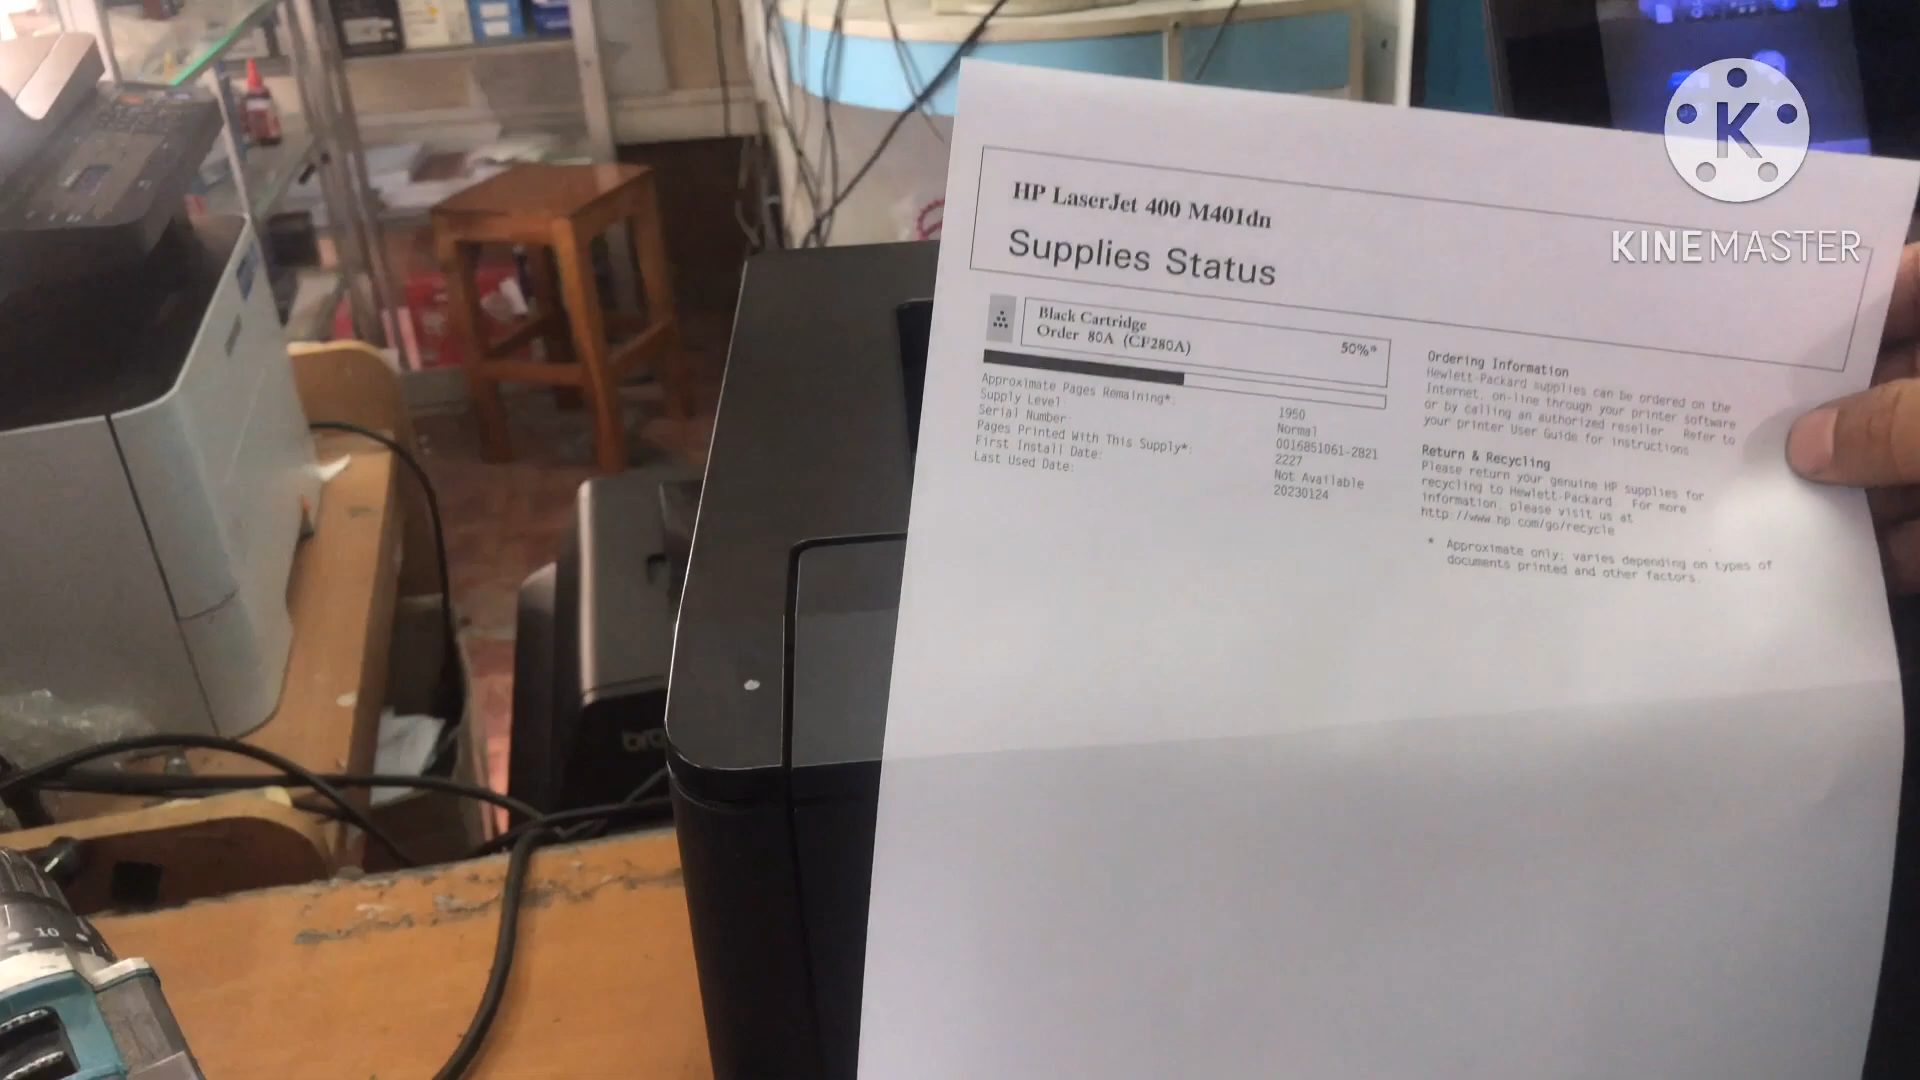 KINEMASTER
HP LaserJet 400 M401dn
Supplies Status
Black Cartridge
Order 80A (CF280A)
50%*
Approximate Pages Remaining*: 1950
Supply Level: Normal
Serial Number: 0016851061-2821
Pages Printed With This Supply*: 2227
First Install Date: Not Available
Last Used Date: 20230124
Ordering Information
Hewlett-Packard supplies can be ordered on the
Internet, on-line through your printer software
or by calling an authorized reseller Refer to
your printer User Guide for instructions
Return & Recycling
Please return your genuine HP supplies for
recycling to Hewlett-Packard For more
information, please visit us at
http://www.hp.com/go/recycle
* Approximate only; varies depending on types of
documents printed and other factors.
bro
10